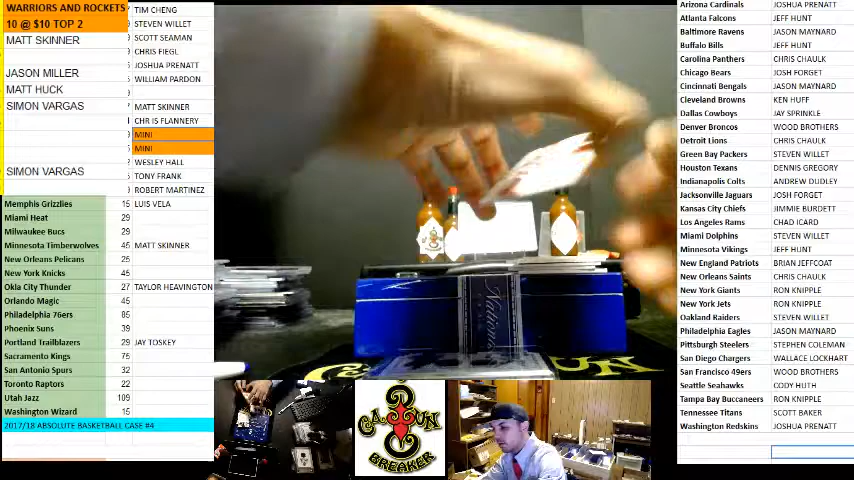 WARRIORS AND ROCKETS
10 @ $10 TOP 2
MATT SKINNER
JASON MILLER
MATT HUCK
SIMON VARGAS
SIMON VARGAS
TIM CHENG
STEVEN WILLET
SCOTT SEAMAN
CHRIS FIEGL
JOSHUA PRENATT
WILLIAM PARDON
MATT SKINNER
CHR IS FLANNERY
MINI
MINI
WESLEY HALL
TONY FRANK
ROBERT MARTINEZ
Memphis Grizzlies 15 LUIS VELA
Miami Heat 29
Milwaukee Bucs 29
Minnesota Timberwolves 45 MATT SKINNER
New Orleans Pelicans 25
New York Knicks 45
Okla City Thunder 27 TAYLOR HEAVINGTON
Orlando Magic 45
Philadelphia 76ers 85
Phoenix Suns 39
Portland Trailblazers 29 JAY TOSKEY
Sacramento Kings 75
San Antonio Spurs 32
Toronto Raptors 22
Utah Jazz 109
Washington Wizard 15
2017/18 ABSOLUTE BASKETBALL CASE #4
National
CAJUN
BREAKER
Arizona Cardinals JOSHUA PRENATT
Atlanta Falcons JEFF HUNT
Baltimore Ravens JASON MAYNARD
Buffalo Bills JEFF HUNT
Carolina Panthers CHRIS CHAULK
Chicago Bears JOSH FORGET
Cincinnati Bengals JASON MAYNARD
Cleveland Browns KEN HUFF
Dallas Cowboys JAY SPRINKLE
Denver Broncos WOOD BROTHERS
Detroit Lions CHRIS CHAULK
Green Bay Packers STEVEN WILLET
Houston Texans DENNIS GREGORY
Indianapolis Colts ANDREW DUDLEY
Jacksonville Jaguars JOSH FORGET
Kansas City Chiefs JIMMIE BURDETT
Los Angeles Rams CHAD ICARD
Miami Dolphins STEVEN WILLET
Minnesota Vikings JEFF HUNT
New England Patriots BRIAN JEFFCOAT
New Orleans Saints CHRIS CHAULK
New York Giants RON KNIPPLE
New York Jets RON KNIPPLE
Oakland Raiders STEVEN WILLET
Philadelphia Eagles JASON MAYNARD
Pittsburgh Steelers STEPHEN COLEMAN
San Diego Chargers WALLACE LOCKHART
San Francisco 49ers WOOD BROTHERS
Seattle Seahawks CODY HUTH
Tampa Bay Buccaneers RON KNIPPLE
Tennessee Titans SCOTT BAKER
Washington Redskins JOSHUA PRENATT